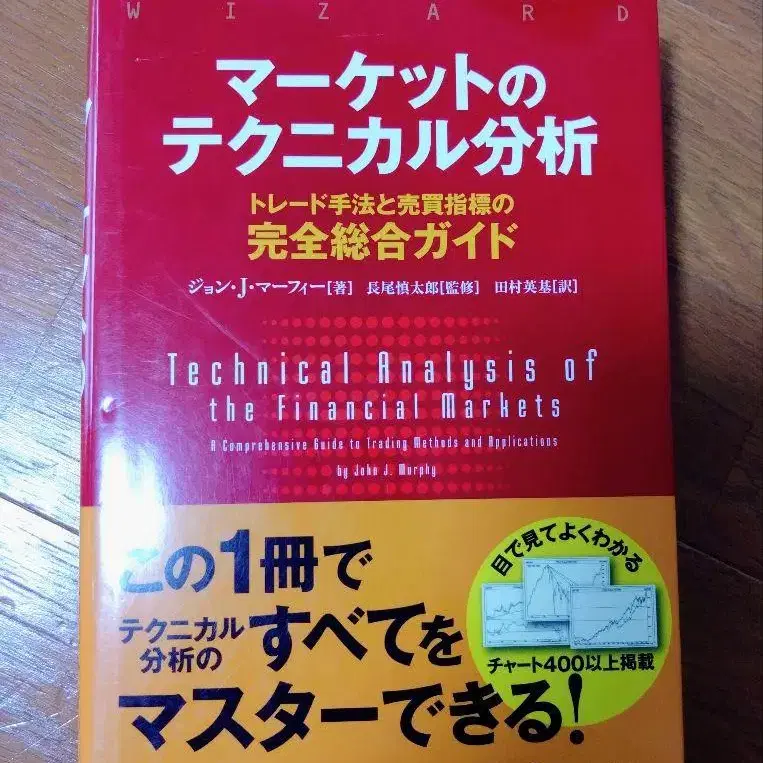 WIZARD
マーケットの
テクニカル分析
トレード手法と売買指標の
完全総合ガイド
ジョン・J・マーフィー[著] 長尾慎太郎[監修] 田村英基[訳]
Technical Analysis of
the Financial Markets
A Comprehensive Guide to Trading Methods and Applications
by John J. Murphy
この1冊で
テクニカル
分析の
すべてを
マスターできる!
目で見てよくわかる
チャート400以上掲載